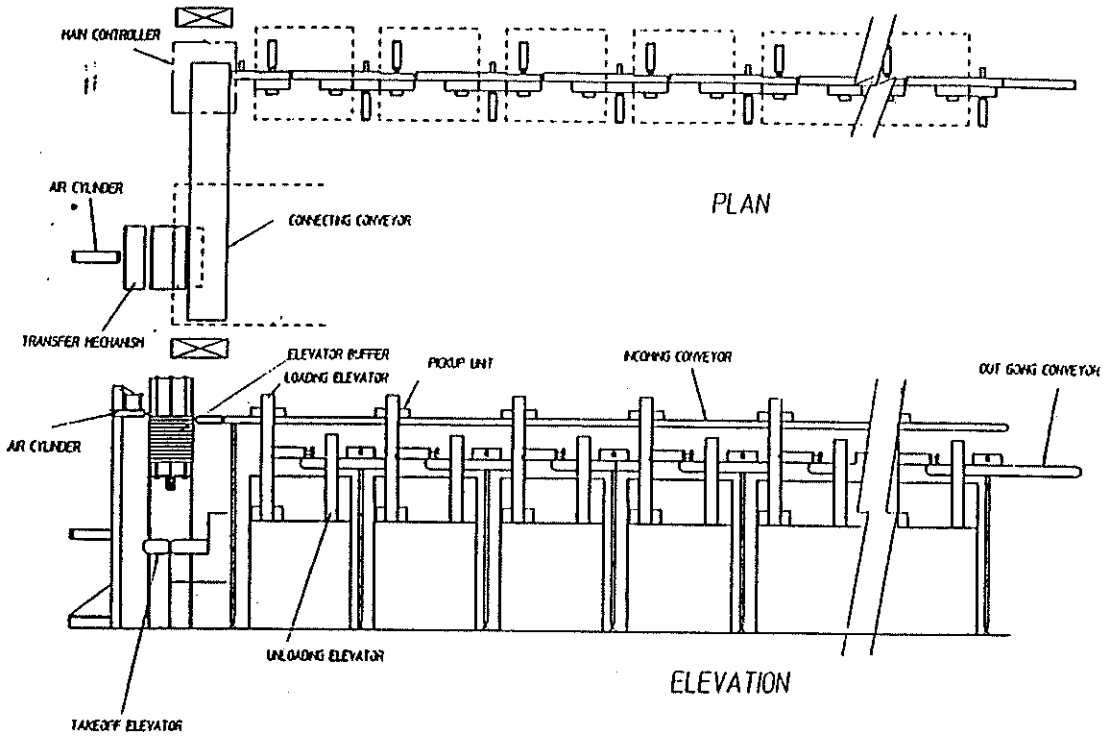 MAIN CONTROLLER
AIR CYLINDER
PLAN
CONNECTING CONVEYOR
TRANSFER MECHANISM
ELEVATOR BUFFER
LOADING ELEVATOR
PICKUP UNIT
INCOMING CONVEYOR
OUT GOING CONVEYOR
AIR CYLINDER
UNLOADING ELEVATOR
ELEVATION
TAKEOFF ELEVATOR